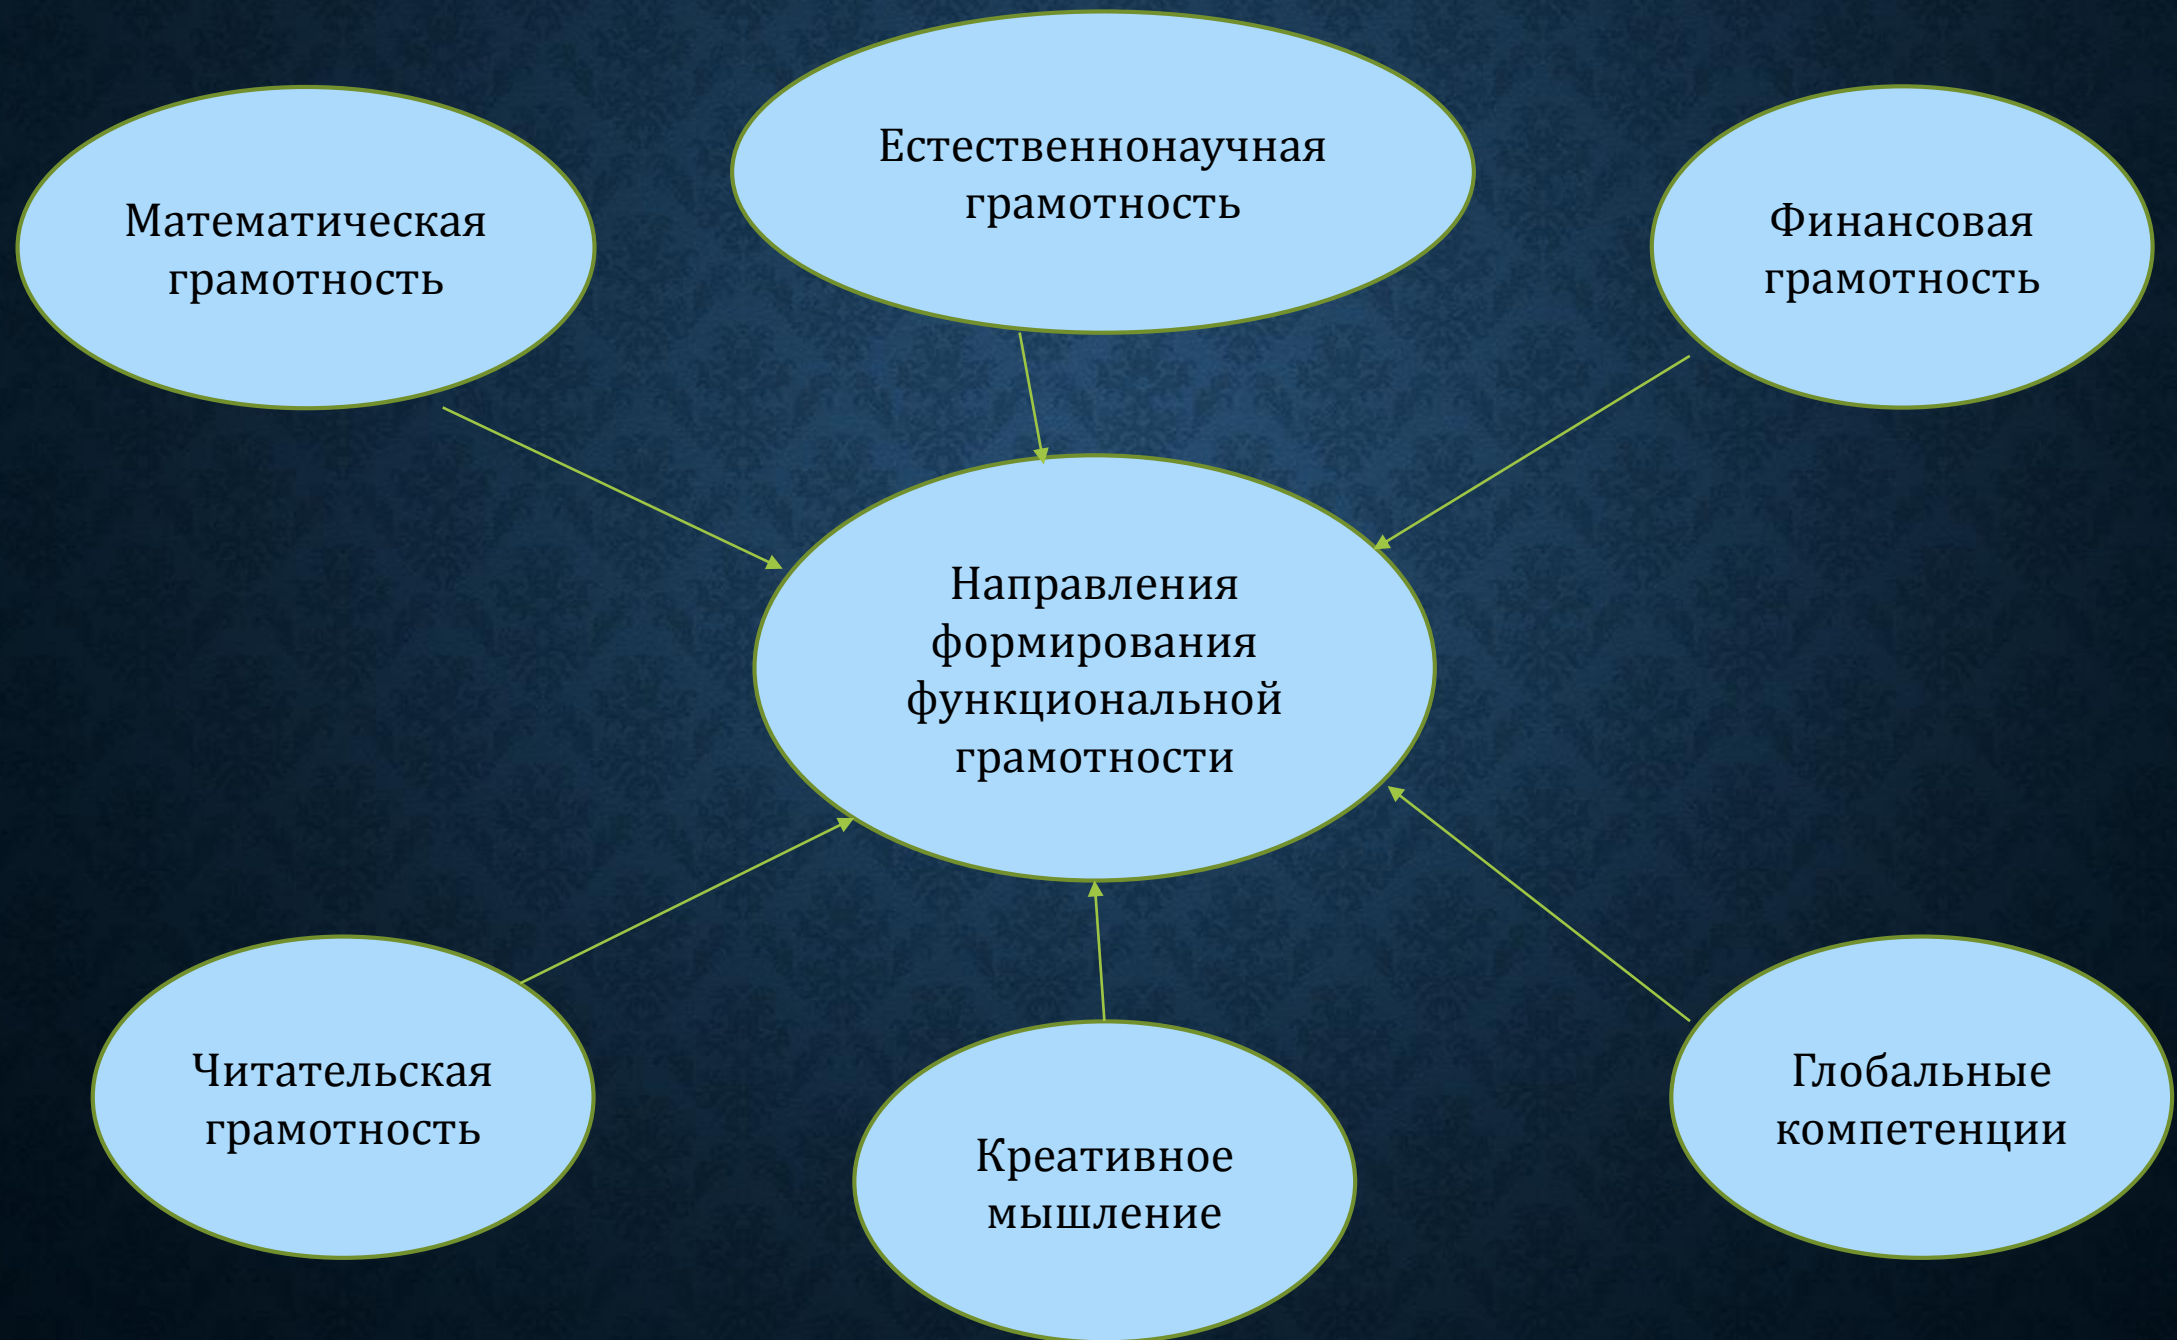 Математическая
грамотность
Естественнонаучная
грамотность
Финансовая
грамотность
Направления
формирования
функциональной
грамотности
Читательская
грамотность
Креативное
мышление
Глобальные
компетенции